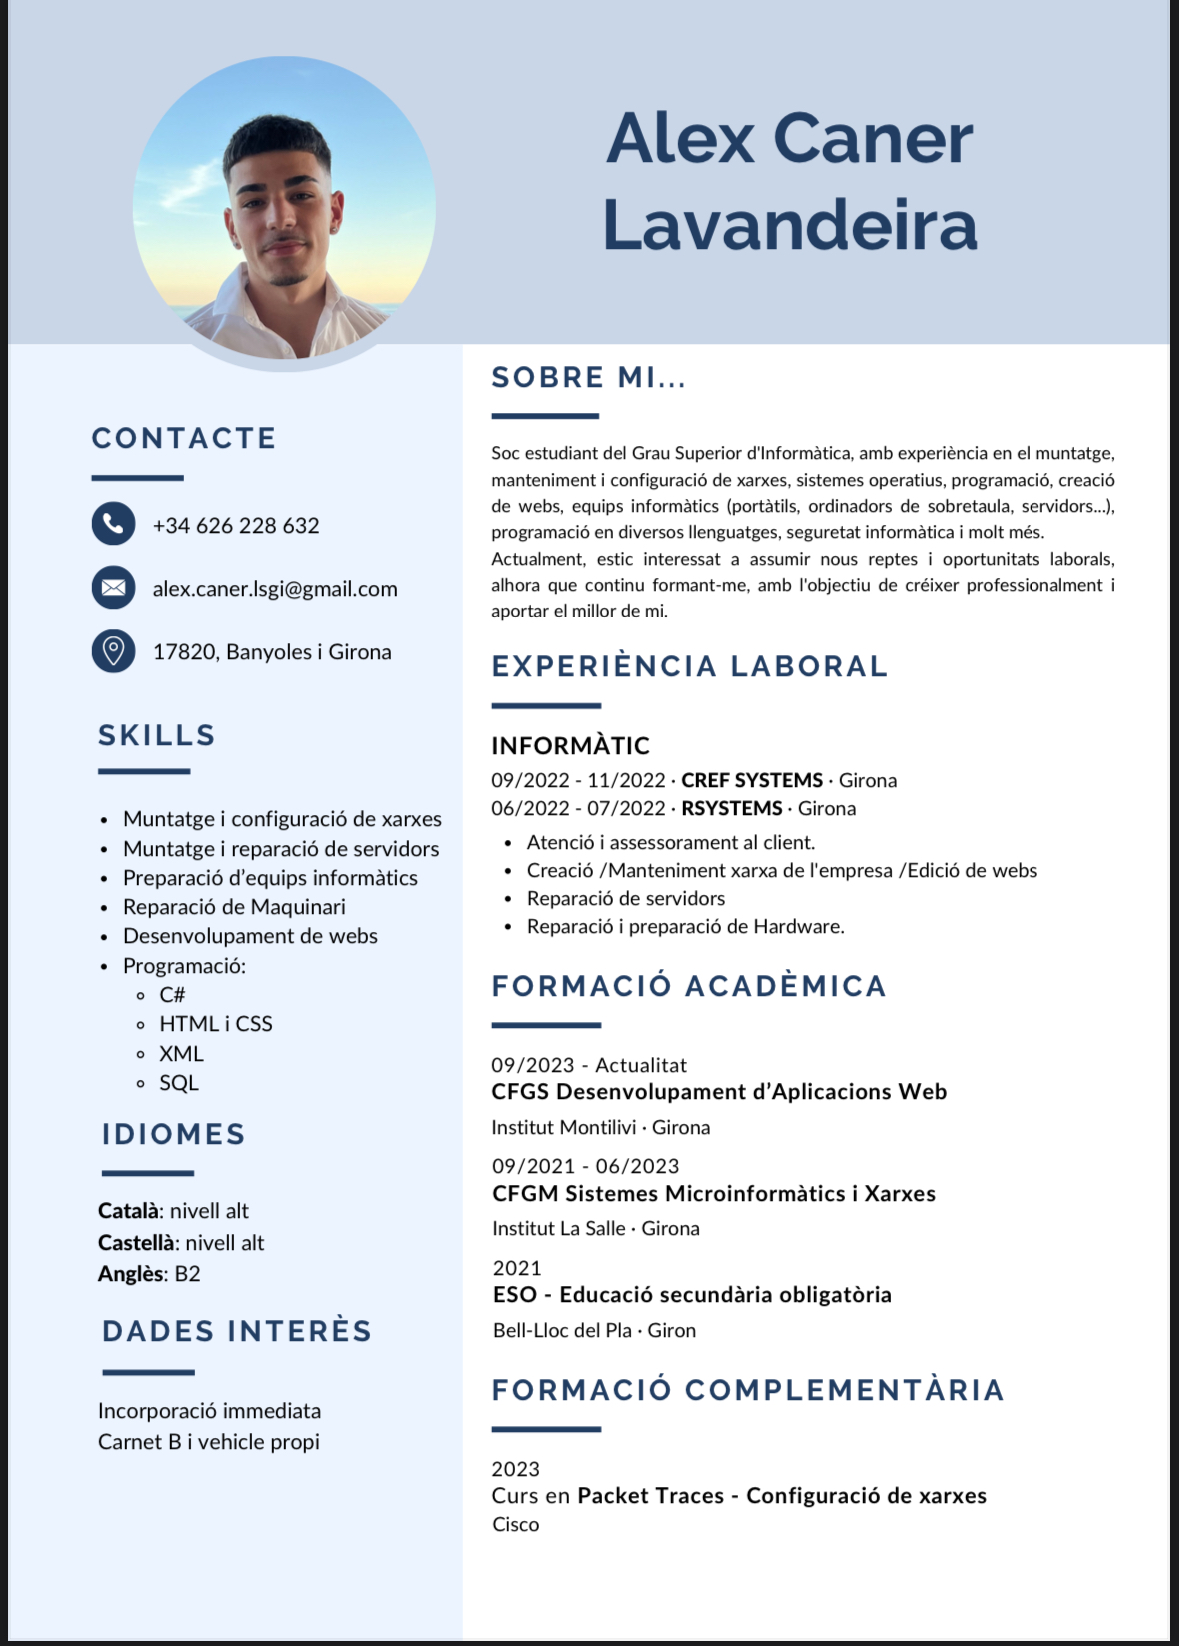 Alex Caner
Lavandeira
CONTACTE
+34 626 228 632
alex.caner.lsgi@gmail.com
17820, Banyoles i Girona
SKILLS
• Muntatge i configuració de xarxes
• Muntatge i reparació de servidors
• Preparació d’equips informàtics
• Reparació de Maquinari
• Desenvolupament de webs
• Programació:
◦ C#
◦ HTML i CSS
◦ XML
◦ SQL
IDIOMES
Català: nivell alt
Castellà: nivell alt
Anglès: B2
DADES INTERÈS
Incorporació immediata
Carnet B i vehicle propi
SOBRE MI...
Soc estudiant del Grau Superior d'Informàtica, amb experiència en el muntatge,
manteniment i configuració de xarxes, sistemes operatius, programació, creació
de webs, equips informàtics (portàtils, ordinadors de sobretaula, servidors...),
programació en diversos llenguatges, seguretat informàtica i molt més.
Actualment, estic interessat a assumir nous reptes i oportunitats laborals,
alhora que continu formant-me, amb l'objectiu de créixer professionalment i
aportar el millor de mi.
EXPERIÈNCIA LABORAL
INFORMÀTIC
09/2022 - 11/2022 · CREF SYSTEMS · Girona
06/2022 - 07/2022 · RSYSTEMS · Girona
• Atenció i assessorament al client.
• Creació /Manteniment xarxa de l'empresa /Edició de webs
• Reparació de servidors
• Reparació i preparació de Hardware.
FORMACIÓ ACADÈMICA
09/2023 - Actualitat
CFGS Desenvolupament d’Aplicacions Web
Institut Montilivi · Girona
09/2021 - 06/2023
CFGM Sistemes Microinformàtics i Xarxes
Institut La Salle · Girona
2021
ESO - Educació secundària obligatòria
Bell-Lloc del Pla · Giron
FORMACIÓ COMPLEMENTÀRIA
2023
Curs en Packet Traces - Configuració de xarxes
Cisco